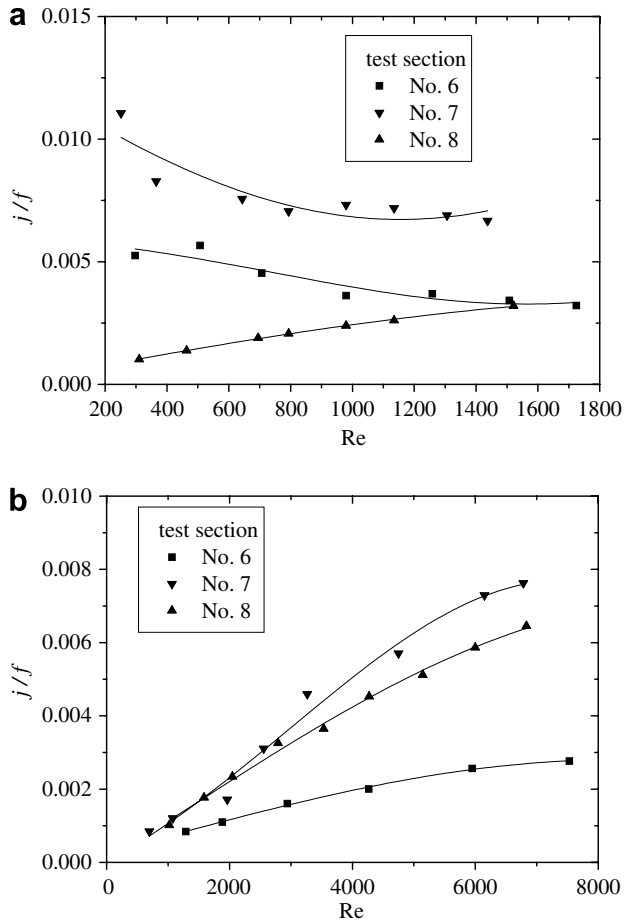 a
0.015
0.010
0.005
0.000
j / f
test section
No. 6
No. 7
No. 8
200 400 600 800 1000 1200 1400 1600 1800
Re
b
0.010
0.008
0.006
0.004
0.002
0.000
j / f
test section
No. 6
No. 7
No. 8
0 2000 4000 6000 8000
Re